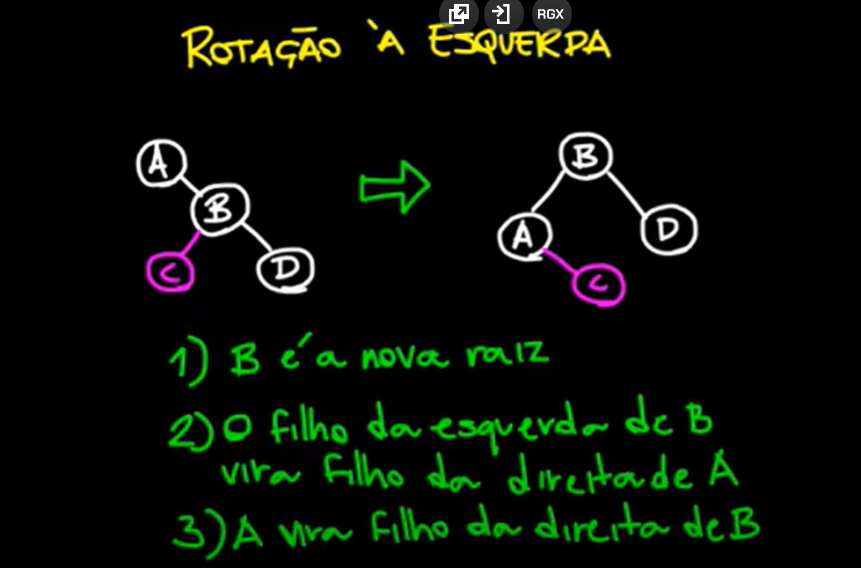 RGX
ROTAÇÃO À ESQUERDA
A
B
B
A
D
C
D
C
1) B é a nova raiz
2) O filho da esquerda de B
vira filho da direita de A
3) A vira filho da direita de B